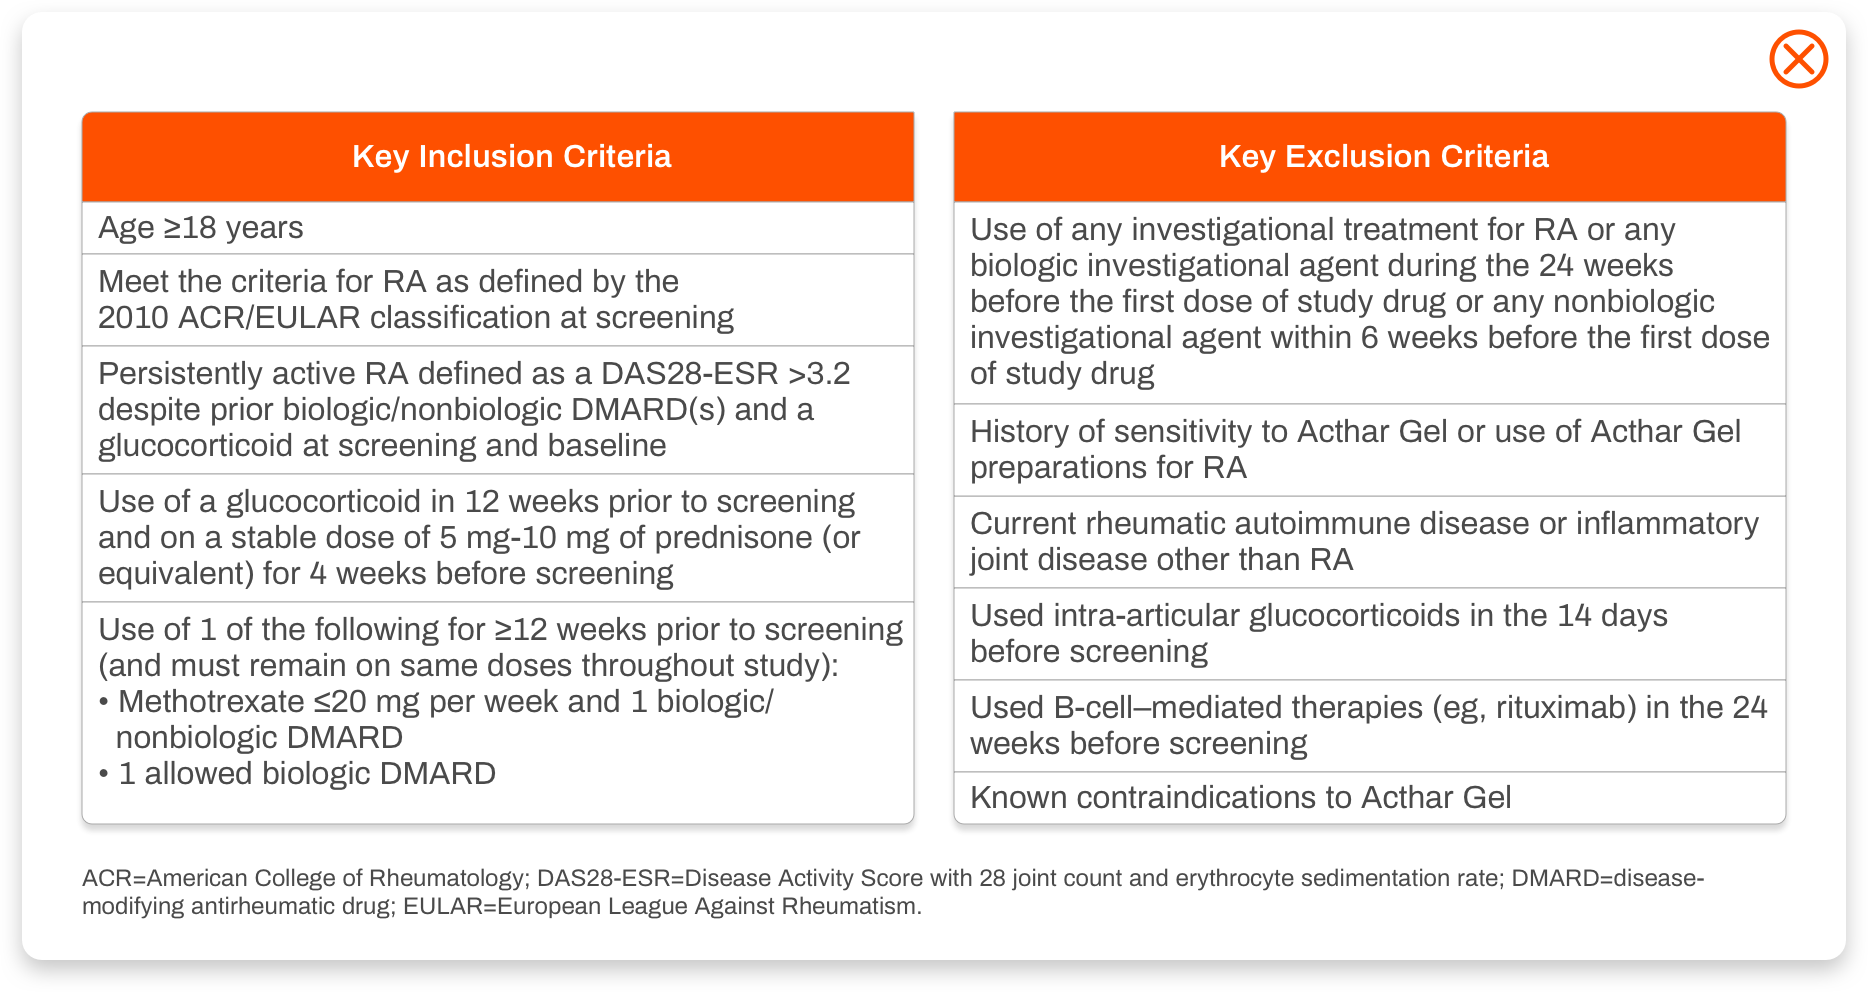 Key Inclusion Criteria
Age ≥18 years
Meet the criteria for RA as defined by the
2010 ACR/EULAR classification at screening
Persistently active RA defined as a DAS28-ESR >3.2
despite prior biologic/nonbiologic DMARD(s) and a
glucocorticoid at screening and baseline
Use of a glucocorticoid in 12 weeks prior to screening
and on a stable dose of 5 mg-10 mg of prednisone (or
equivalent) for 4 weeks before screening
Use of 1 of the following for ≥12 weeks prior to screening
(and must remain on same doses throughout study):
• Methotrexate ≤20 mg per week and 1 biologic/
nonbiologic DMARD
• 1 allowed biologic DMARD
Key Exclusion Criteria
Use of any investigational treatment for RA or any
biologic investigational agent during the 24 weeks
before the first dose of study drug or any nonbiologic
investigational agent within 6 weeks before the first dose
of study drug
History of sensitivity to Acthar Gel or use of Acthar Gel
preparations for RA
Current rheumatic autoimmune disease or inflammatory
joint disease other than RA
Used intra-articular glucocorticoids in the 14 days
before screening
Used B-cell–mediated therapies (eg, rituximab) in the 24
weeks before screening
Known contraindications to Acthar Gel
ACR=American College of Rheumatology; DAS28-ESR=Disease Activity Score with 28 joint count and erythrocyte sedimentation rate; DMARD=disease-
modifying antirheumatic drug; EULAR=European League Against Rheumatism.